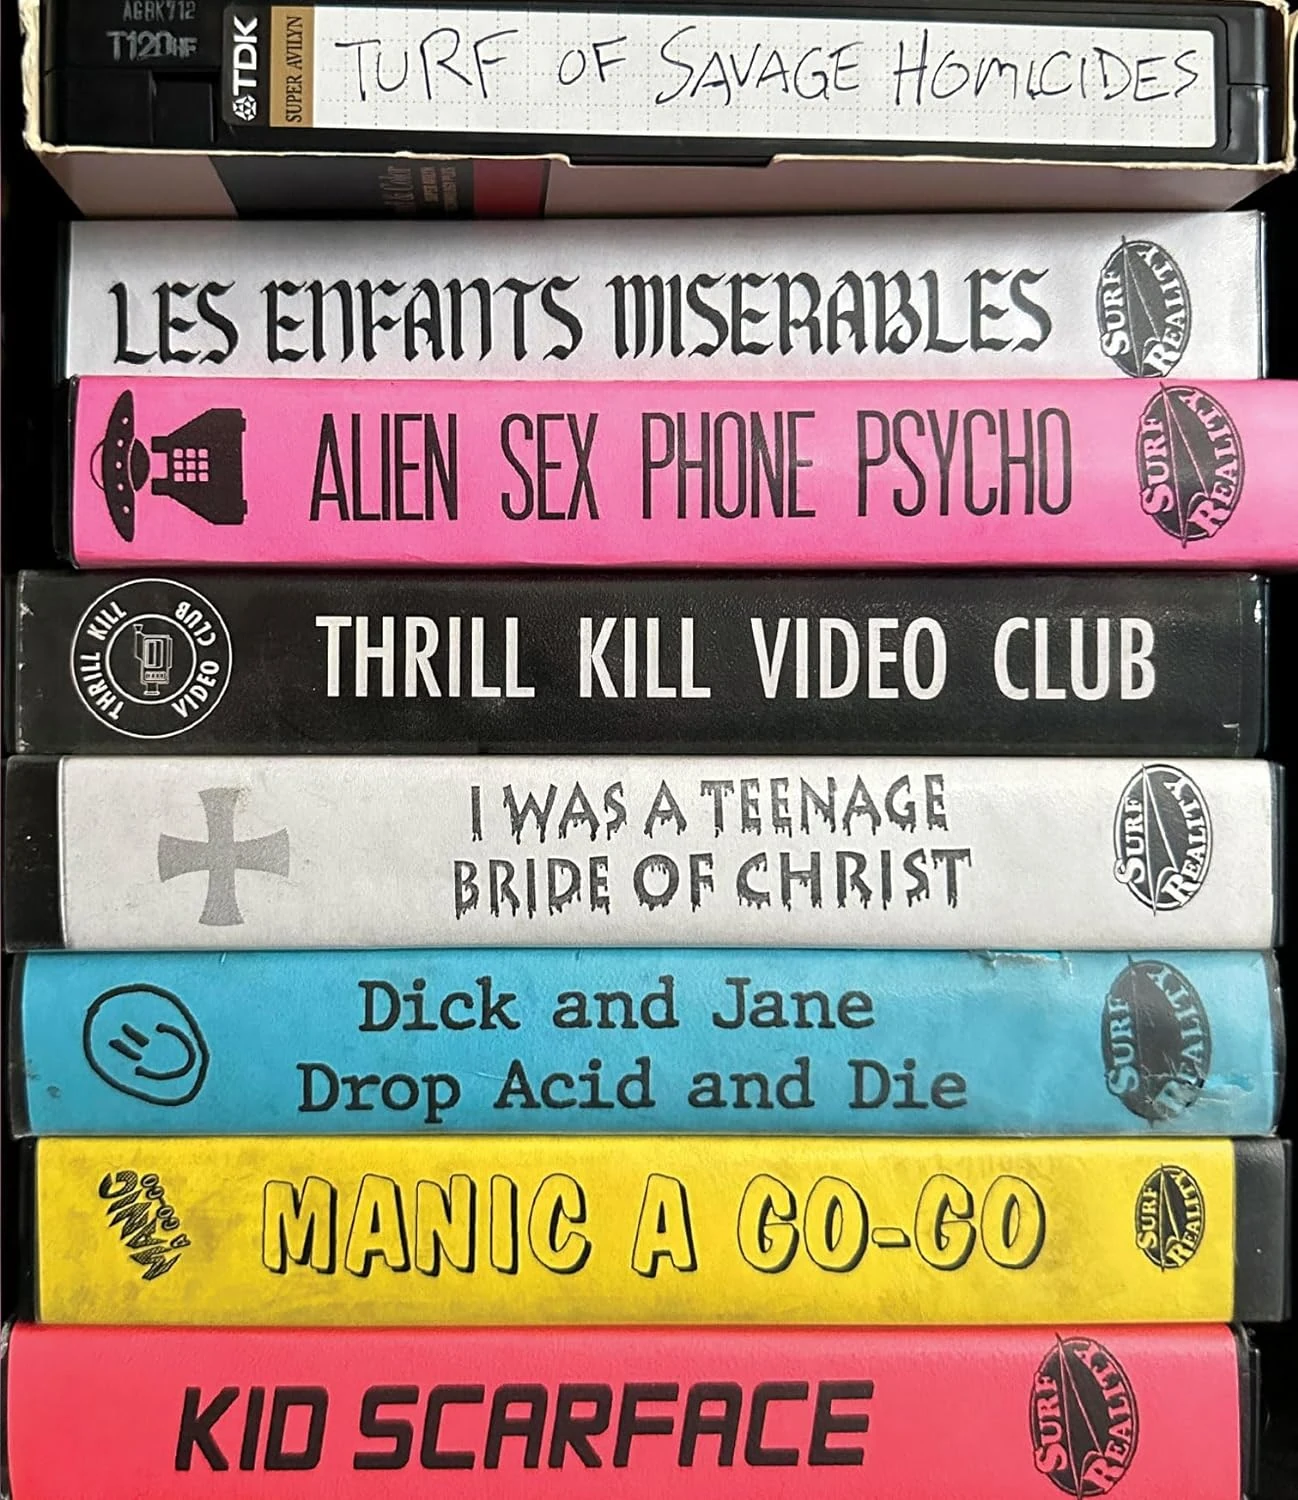 AGBK712
T120HF
TDK
SUPER AVILYN
TURF OF SAVAGE HOMICIDES
LES ENFANTS MISERABLES
SURF REALITY
ALIEN SEX PHONE PSYCHO
SURF REALITY
THRILL KILL VIDEO CLUB
THRILL KILL VIDEO CLUB
I WAS A TEENAGE
BRIDE OF CHRIST
SURF REALITY
Dick and Jane
Drop Acid and Die
SURF REALITY
MANIC A GO-GO
MANIC A GO-GO
SURF REALITY
KID SCARFACE
SURF REALITY